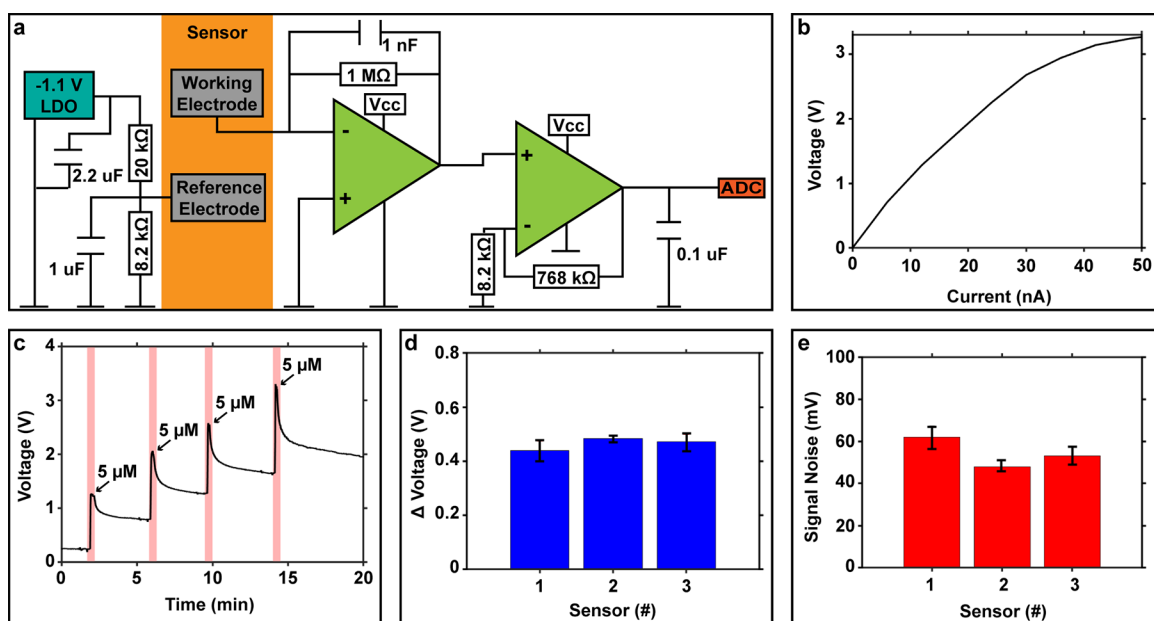 a
Sensor
-1.1 V
LDO
Working
Electrode
Reference
Electrode
20 kΩ
8.2 kΩ
2.2 uF
1 uF
1 nF
1 MΩ
Vcc
-
+
Vcc
+
-
8.2 kΩ
768 kΩ
0.1 uF
ADC
b
Voltage (V)
3
2
1
0
0 10 20 30 40 50
Current (nA)
c
Voltage (V)
4
3
2
1
0
5 µM
5 µM
5 µM
5 µM
0 5 10 15 20
Time (min)
d
Δ Voltage (V)
0.8
0.6
0.4
0.2
0
1 2 3
Sensor (#)
e
Signal Noise (mV)
100
80
60
40
20
0
1 2 3
Sensor (#)